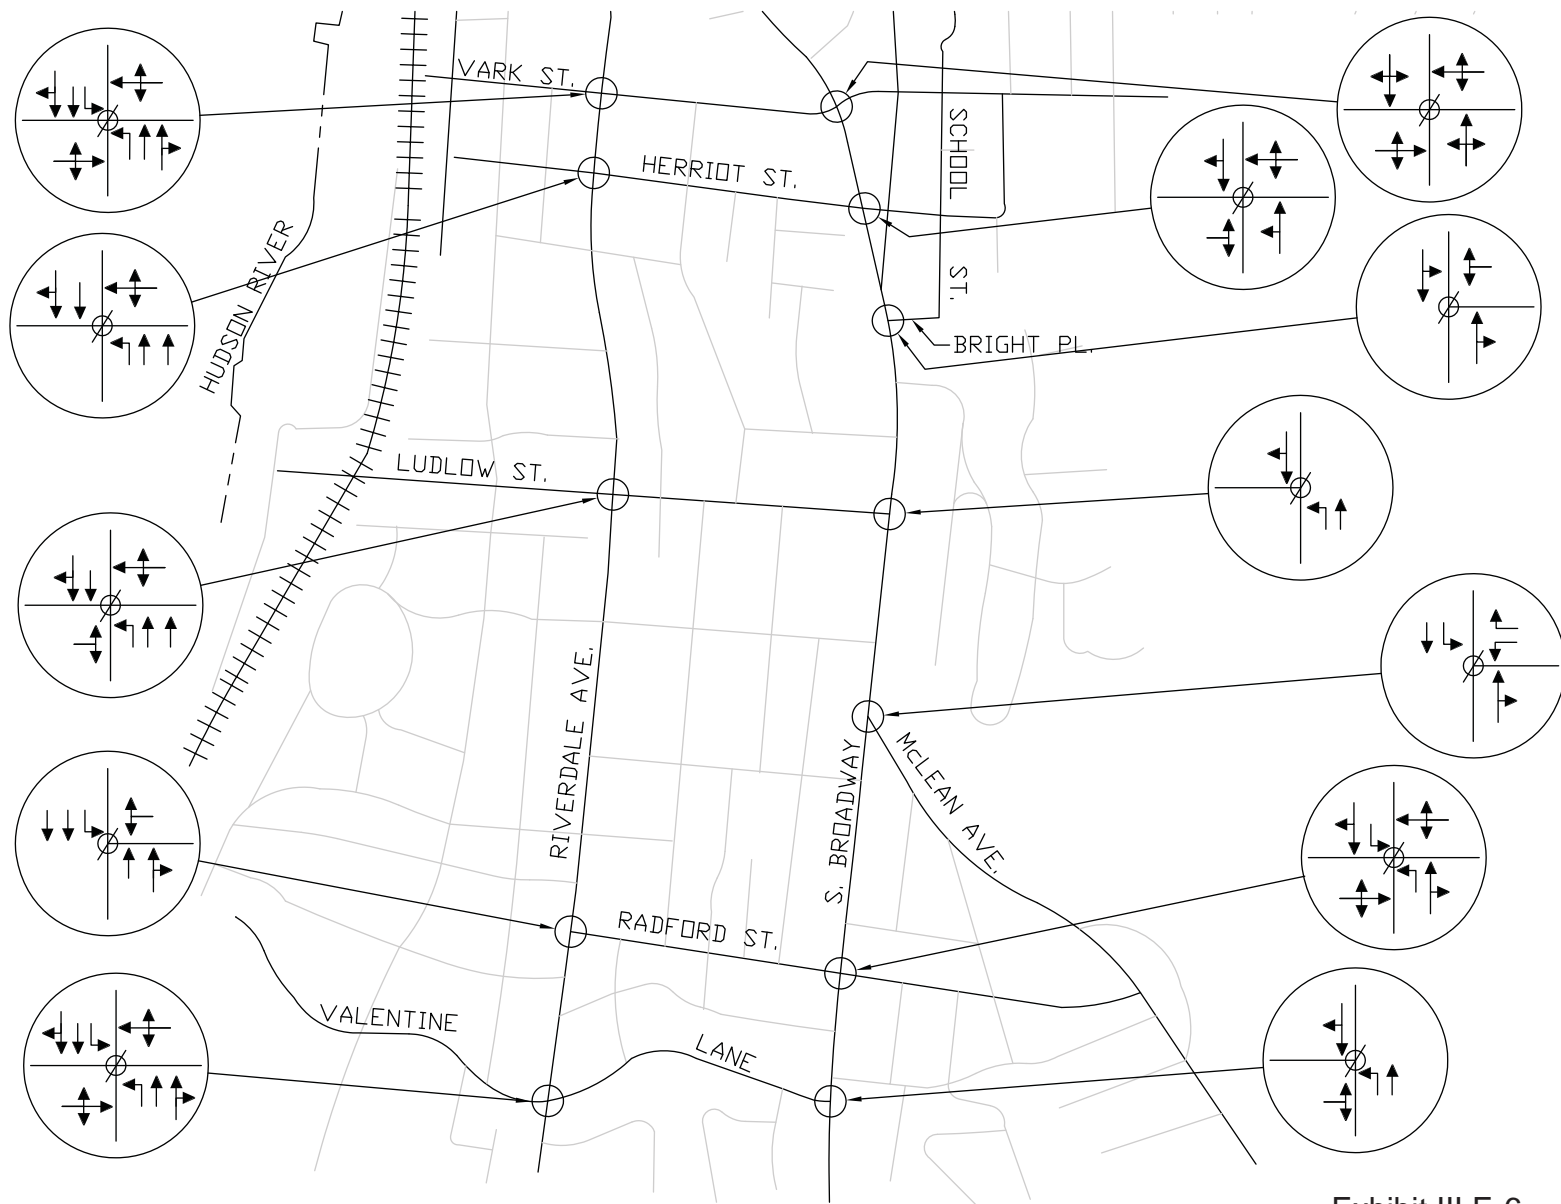 VARK ST.
SCHOOL
HERRIOT ST.
HUDSON RIVER
ST.
BRIGHT PL.
LUDLOW ST.
RIVERDALE AVE.
S. BROADWAY
McLEAN AVE.
RADFORD ST.
VALENTINE
LANE